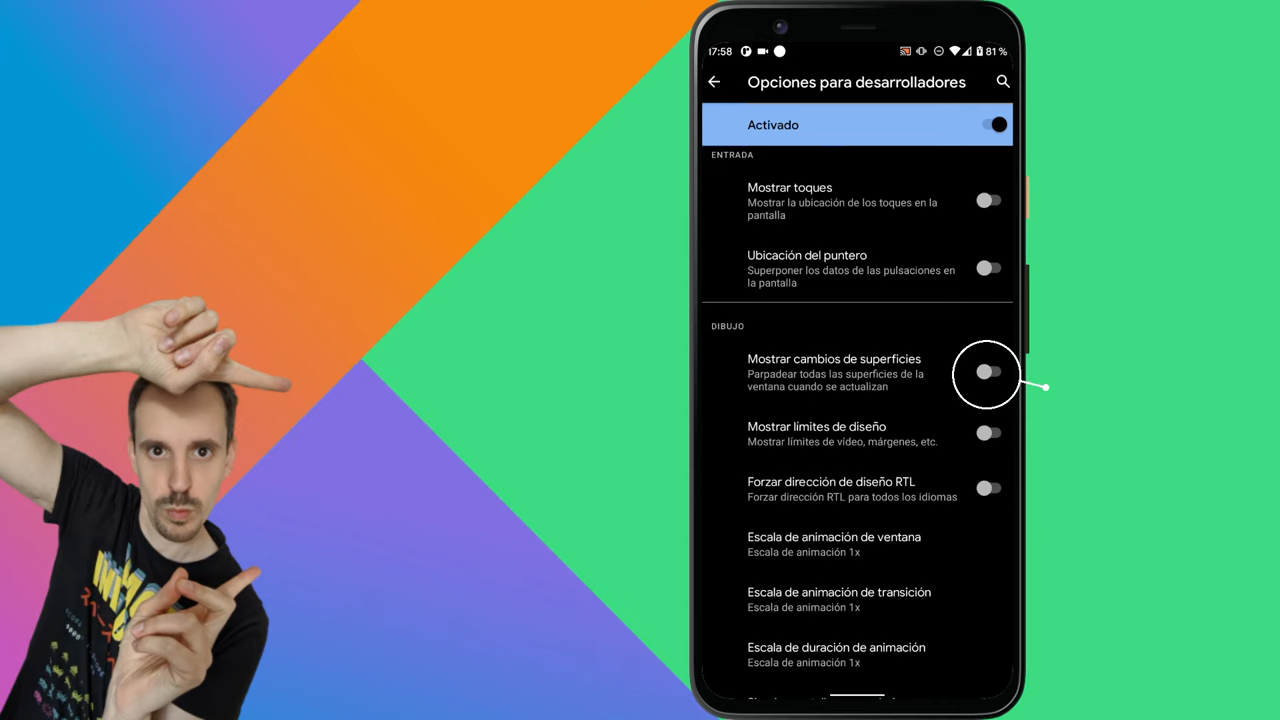 17:58
81 %
Opciones para desarrolladores
Activado
ENTRADA
Mostrar toques
Mostrar la ubicación de los toques en la
pantalla
Ubicación del puntero
Superponer los datos de las pulsaciones en
la pantalla
DIBUJO
Mostrar cambios de superficies
Parpadear todas las superficies de la
ventana cuando se actualizan
Mostrar límites de diseño
Mostrar límites de vídeo, márgenes, etc.
Forzar dirección de diseño RTL
Forzar dirección RTL para todos los idiomas
Escala de animación de ventana
Escala de animación 1x
Escala de animación de transición
Escala de animación 1x
Escala de duración de animación
Escala de animación 1x